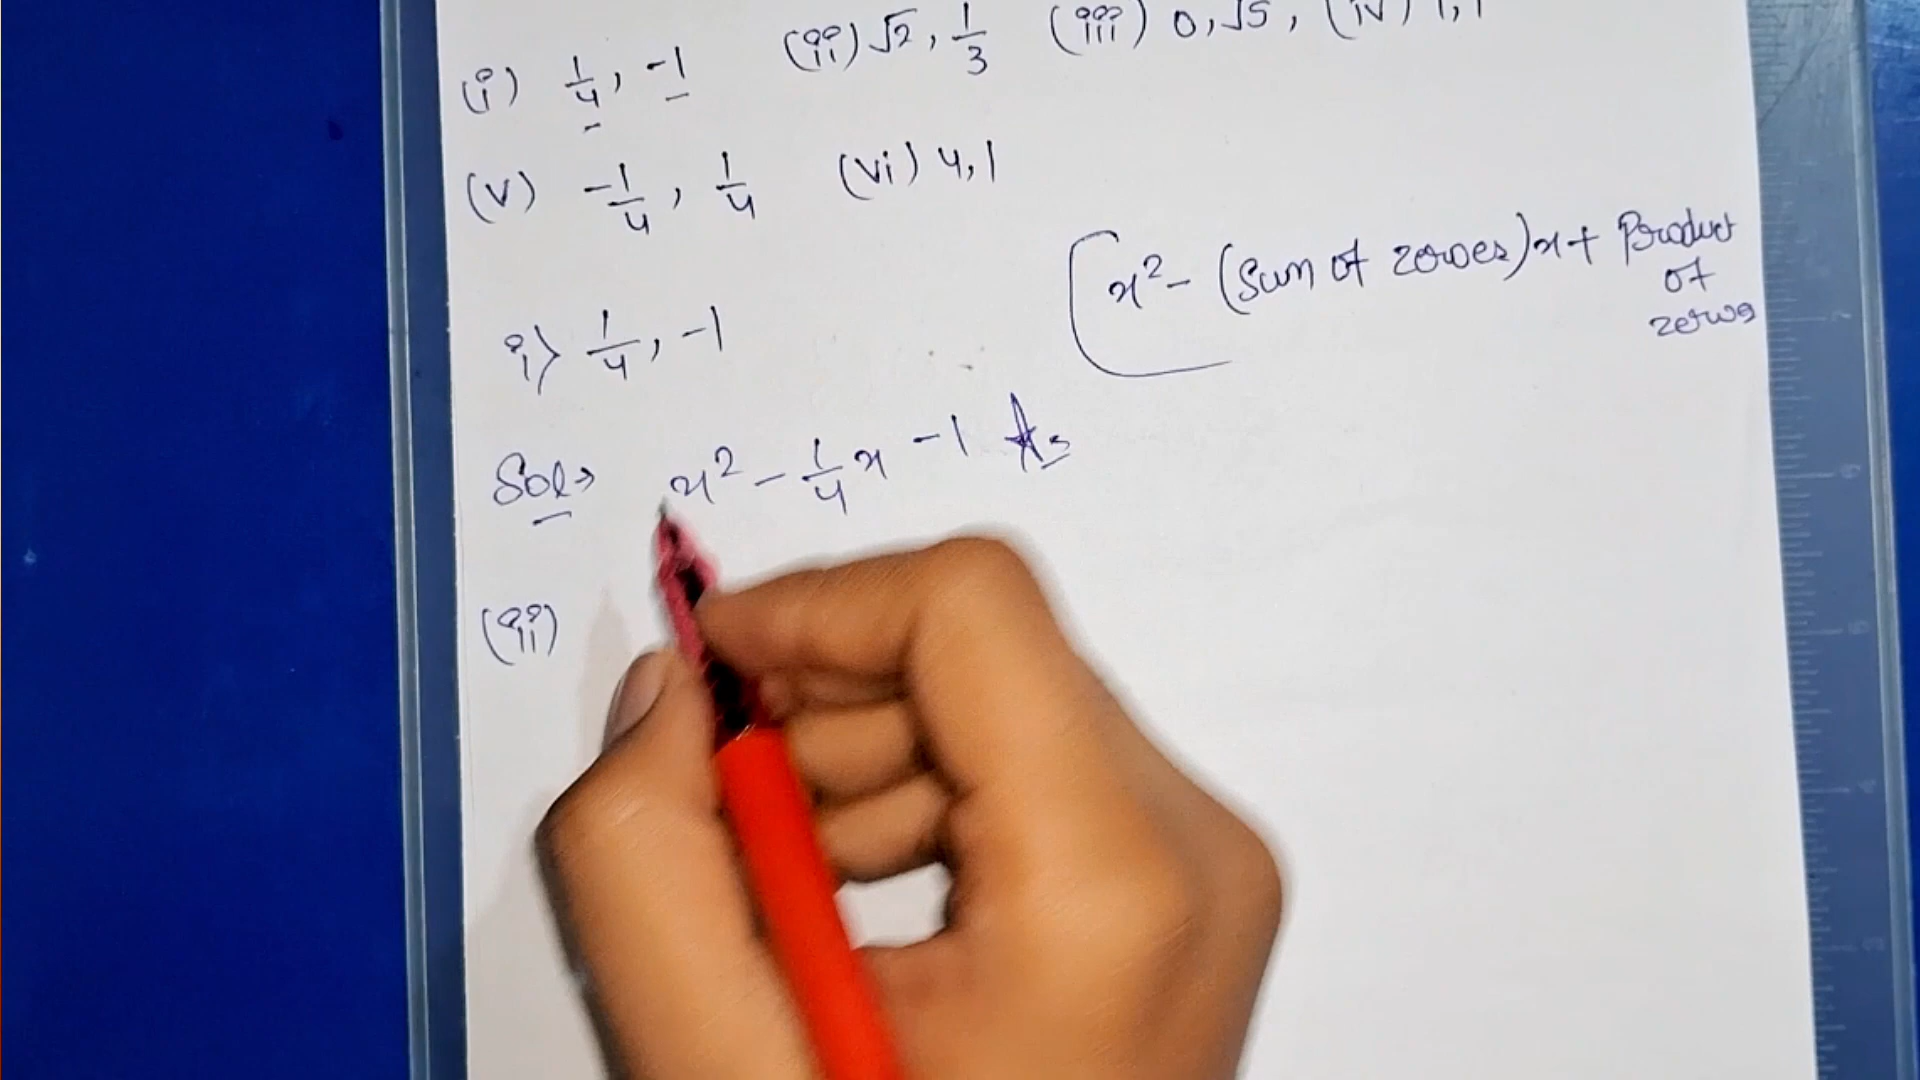 (i) 1/4, -1 (ii) √2, 1/3 (iii) 0, √5, (iv) 1, 1
(v) -1/4, 1/4 (vi) 4, 1
x² - (Sum of zeroes)x + Product
of
zeroes
i) 1/4, -1
Sol→ x² - 1/4 x - 1 As
(ii)